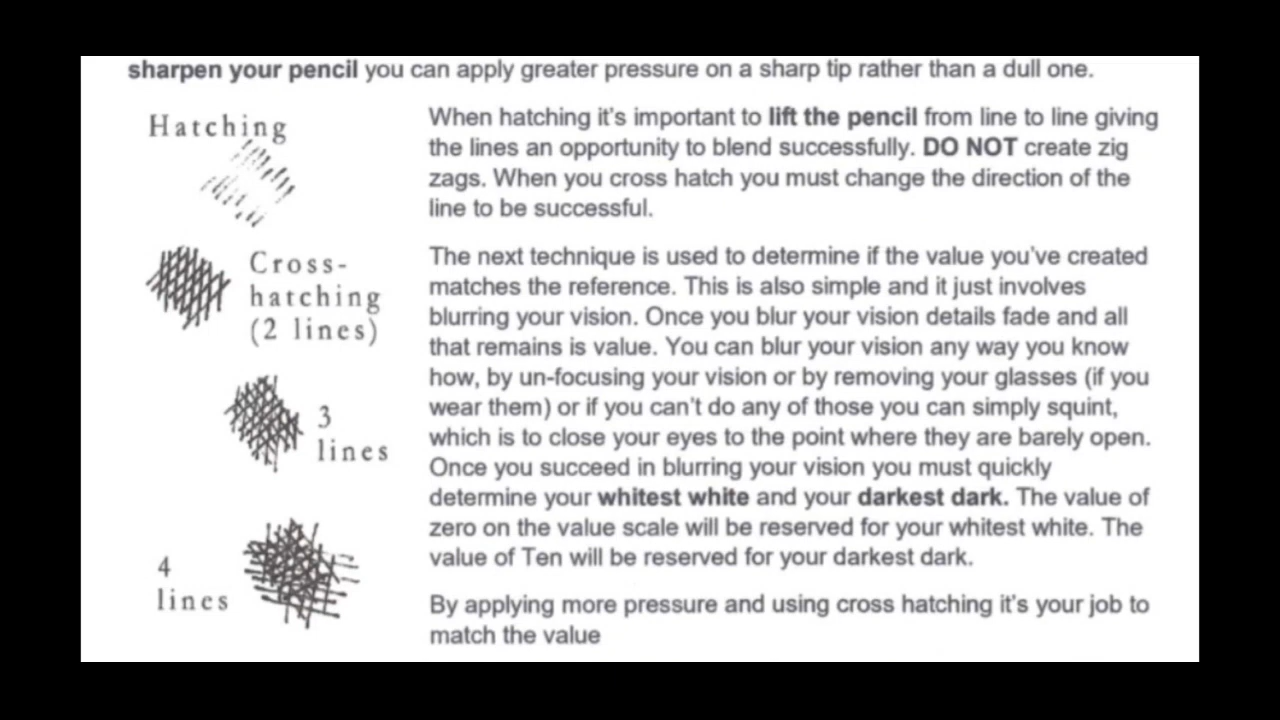 sharpen your pencil you can apply greater pressure on a sharp tip rather than a dull one.
Hatching
When hatching it's important to lift the pencil from line to line giving
the lines an opportunity to blend successfully. DO NOT create zig
zags. When you cross hatch you must change the direction of the
line to be successful.
Cross-
hatching
(2 lines)
3
lines
4
lines
The next technique is used to determine if the value you've created
matches the reference. This is also simple and it just involves
blurring your vision. Once you blur your vision details fade and all
that remains is value. You can blur your vision any way you know
how, by un-focusing your vision or by removing your glasses (if you
wear them) or if you can't do any of those you can simply squint,
which is to close your eyes to the point where they are barely open.
Once you succeed in blurring your vision you must quickly
determine your whitest white and your darkest dark. The value of
zero on the value scale will be reserved for your whitest white. The
value of Ten will be reserved for your darkest dark.
By applying more pressure and using cross hatching it's your job to
match the value